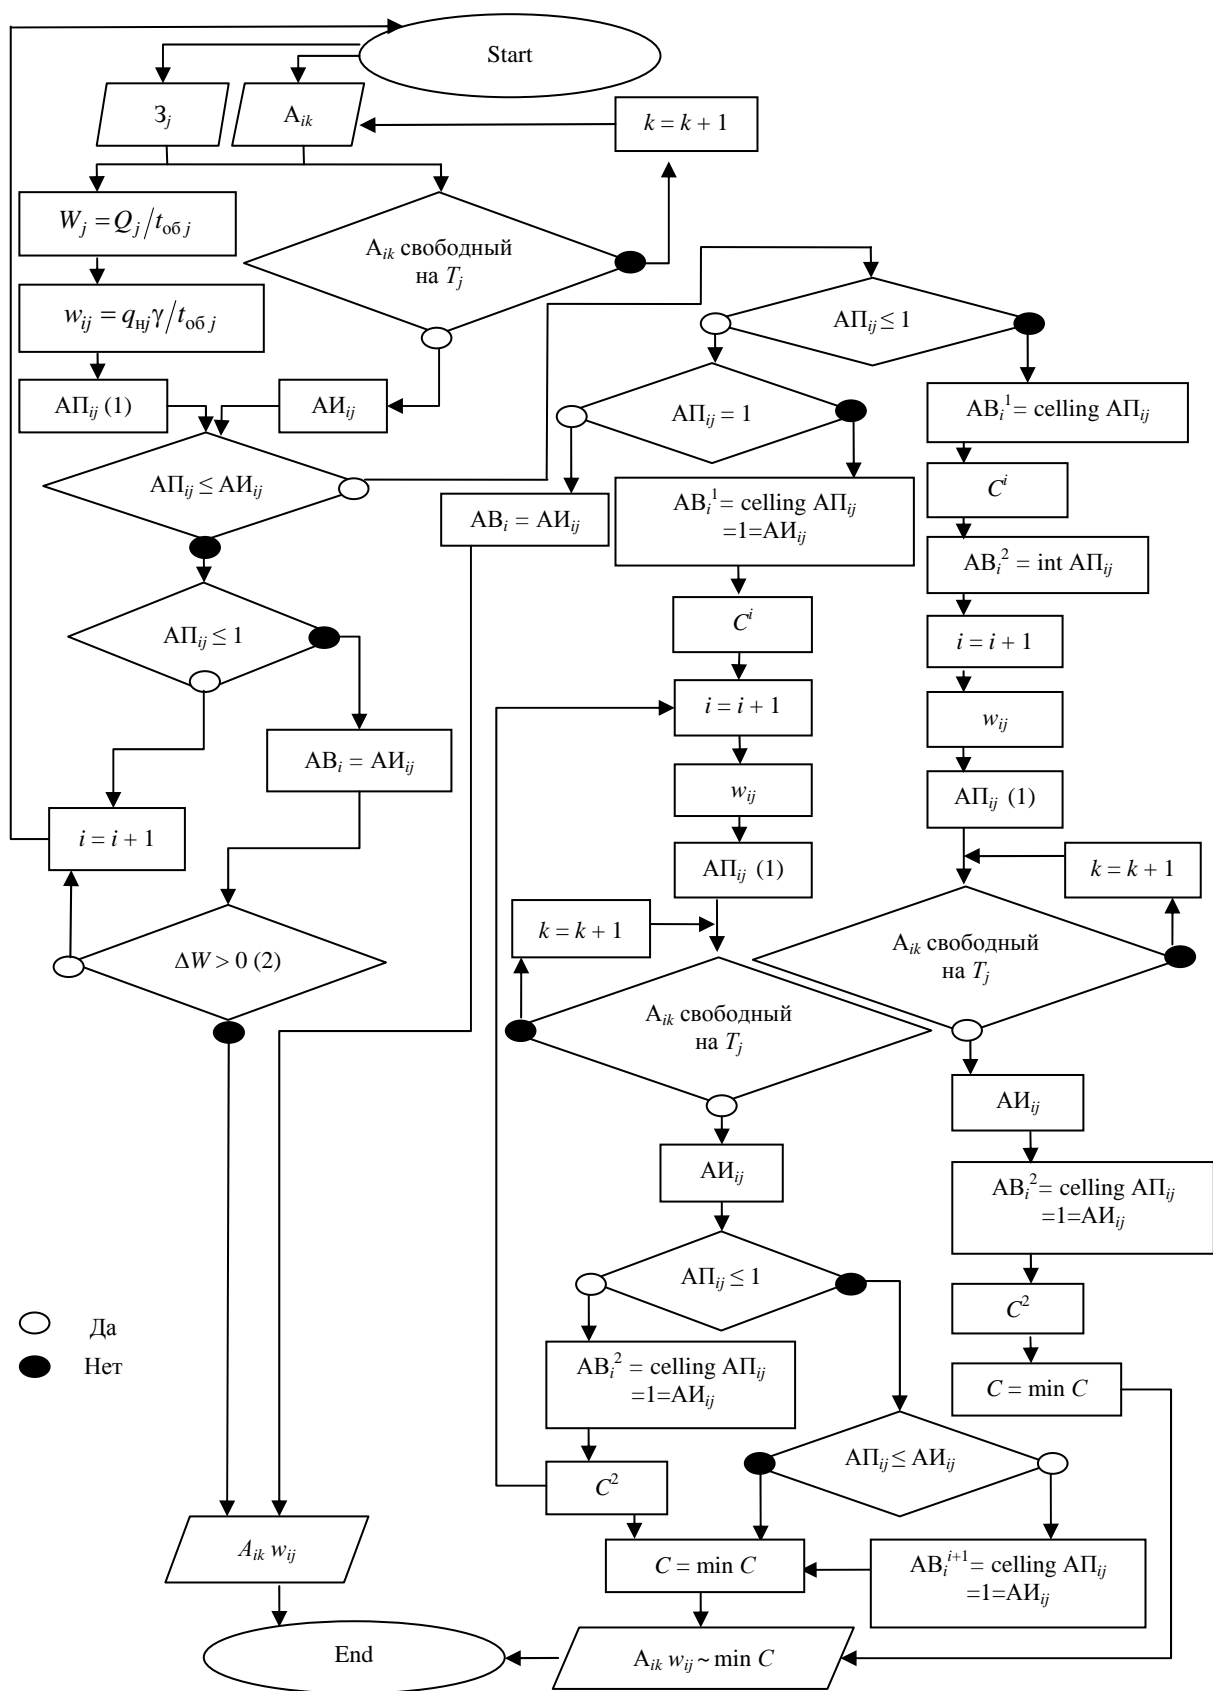 Start
З_j
А_ik
k = k + 1
W_j = Q_j / t_об j
А_ik свободный
на T_j
w_ij = q_нj γ / t_об j
АП_ij ≤ 1
АП_ij (1)
АИ_ij
АП_ij = 1
АВ_i^1 = celling АП_ij
АП_ij ≤ АИ_ij
C^i
АВ_i = АИ_ij
АВ_i^1 = celling АП_ij
=1=АИ_ij
АВ_i^2 = int АП_ij
АП_ij ≤ 1
C^i
i = i + 1
i = i + 1
w_ij
АВ_i = АИ_ij
w_ij
АП_ij (1)
i = i + 1
АП_ij (1)
k = k + 1
k = k + 1
А_ik свободный
на T_j
ΔW > 0 (2)
А_ik свободный
на T_j
АИ_ij
АИ_ij
АВ_i^2 = celling АП_ij
=1=АИ_ij
АП_ij ≤ 1
C^2
Да
Нет
АВ_i^2 = celling АП_ij
=1=АИ_ij
C = min C
АП_ij ≤ АИ_ij
C^2
A_ik w_ij
C = min C
АВ_i^{i+1} = celling АП_ij
=1=АИ_ij
End
А_ik w_ij ~ min C